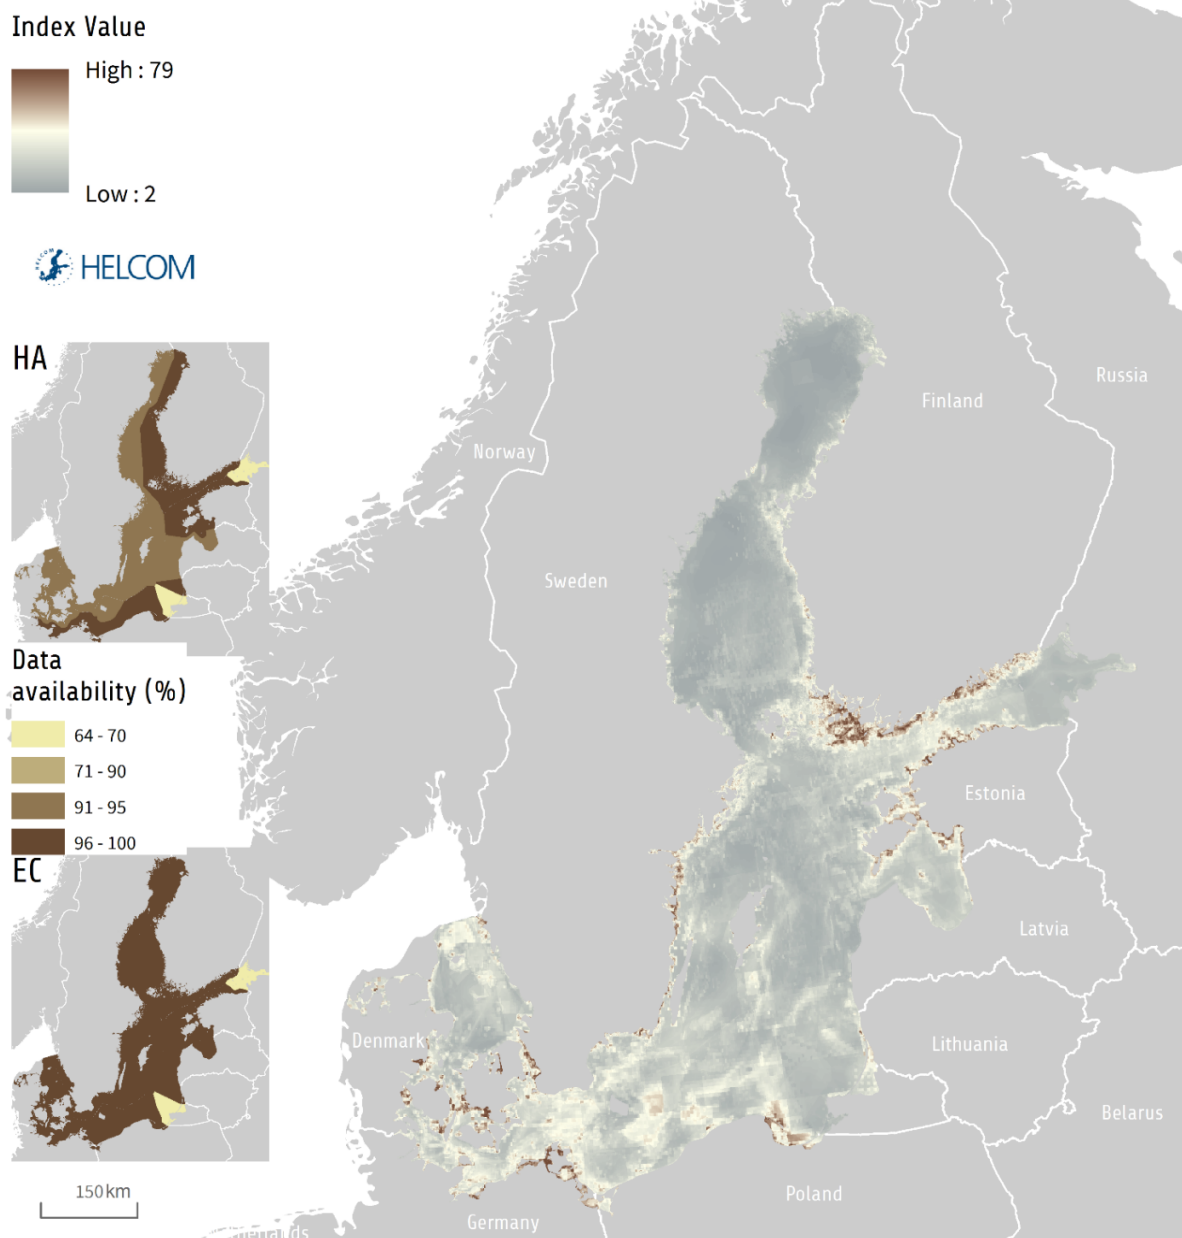 Index Value
High : 79
Low : 2
HELCOM
HELCOM
HA
Data
availability (%)
64 - 70
71 - 90
91 - 95
96 - 100
EC
150 km
Russia
Finland
Norway
Sweden
Estonia
Latvia
Denmark
Lithuania
Belarus
Poland
Germany